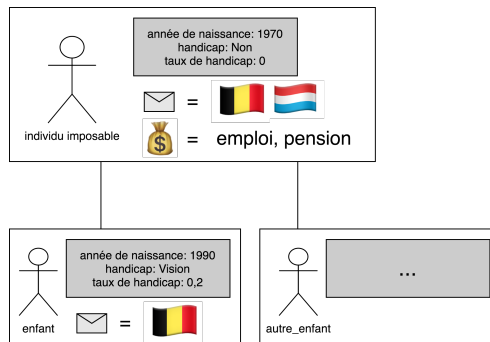 année de naissance: 1970
handicap: Non
taux de handicap: 0
=
individu imposable
$ = emploi, pension
année de naissance: 1990
handicap: Vision
taux de handicap: 0,2
enfant
=
...
autre_enfant